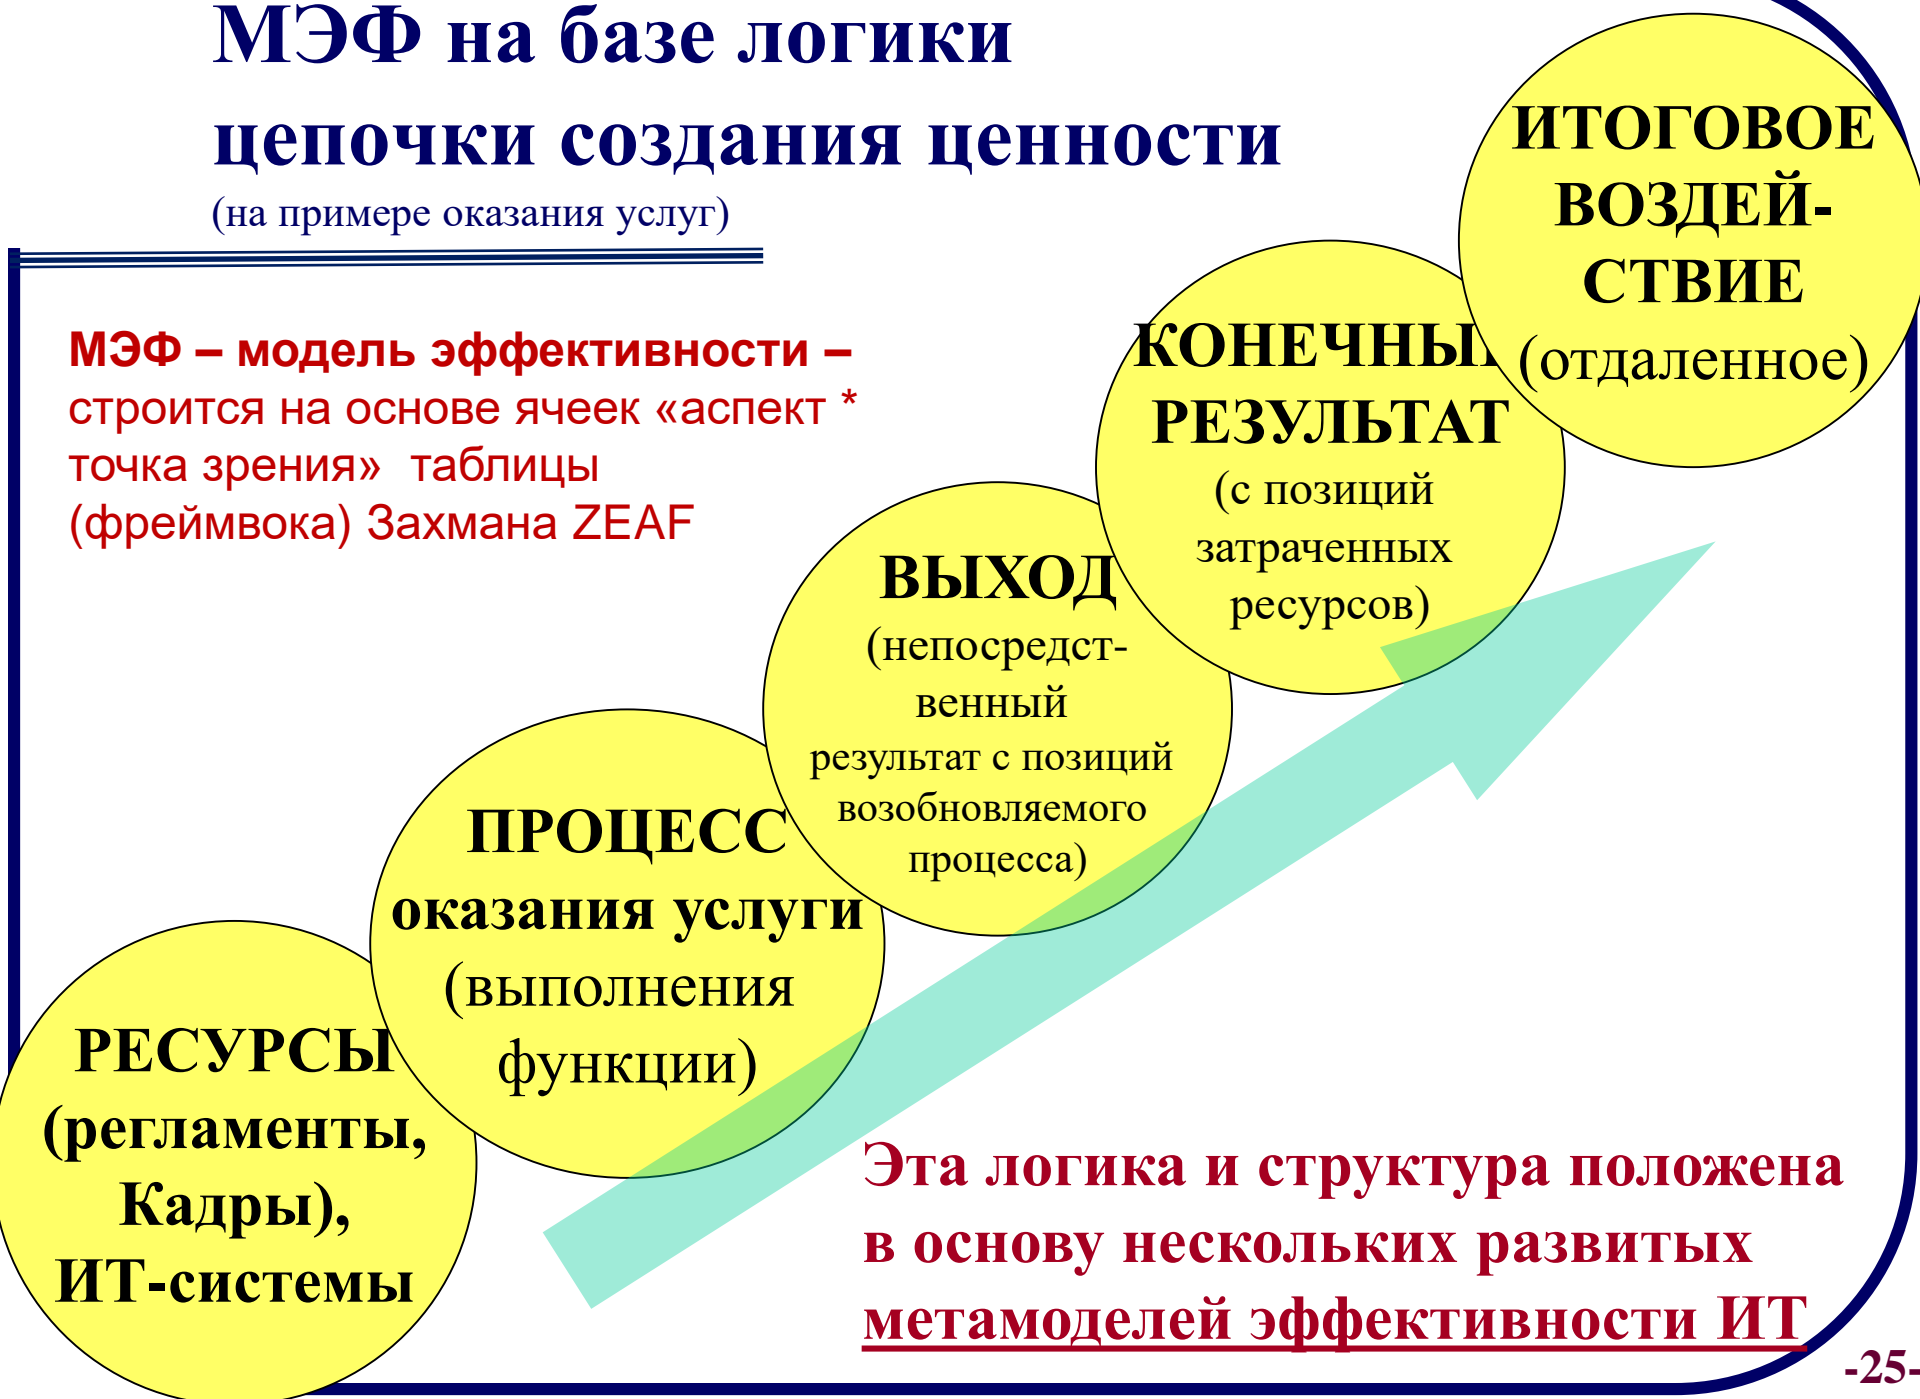 МЭФ на базе логики
цепочки создания ценности
(на примере оказания услуг)
МЭФ – модель эффективности –
строится на основе ячеек «аспект *
точка зрения» таблицы
(фреймвока) Захмана ZEAF
РЕСУРСЫ
(регламенты,
Кадры),
ИТ-системы
ПРОЦЕСС
оказания услуги
(выполнения
функции)
ВЫХОД
(непосредст-
венный
результат с позиций
возобновляемого
процесса)
КОНЕЧНЫЙ
РЕЗУЛЬТАТ
(с позиций
затраченных
ресурсов)
ИТОГОВОЕ
ВОЗДЕЙ-
СТВИЕ
(отдаленное)
Эта логика и структура положена
в основу нескольких развитых
метамоделей эффективности ИТ
-25-